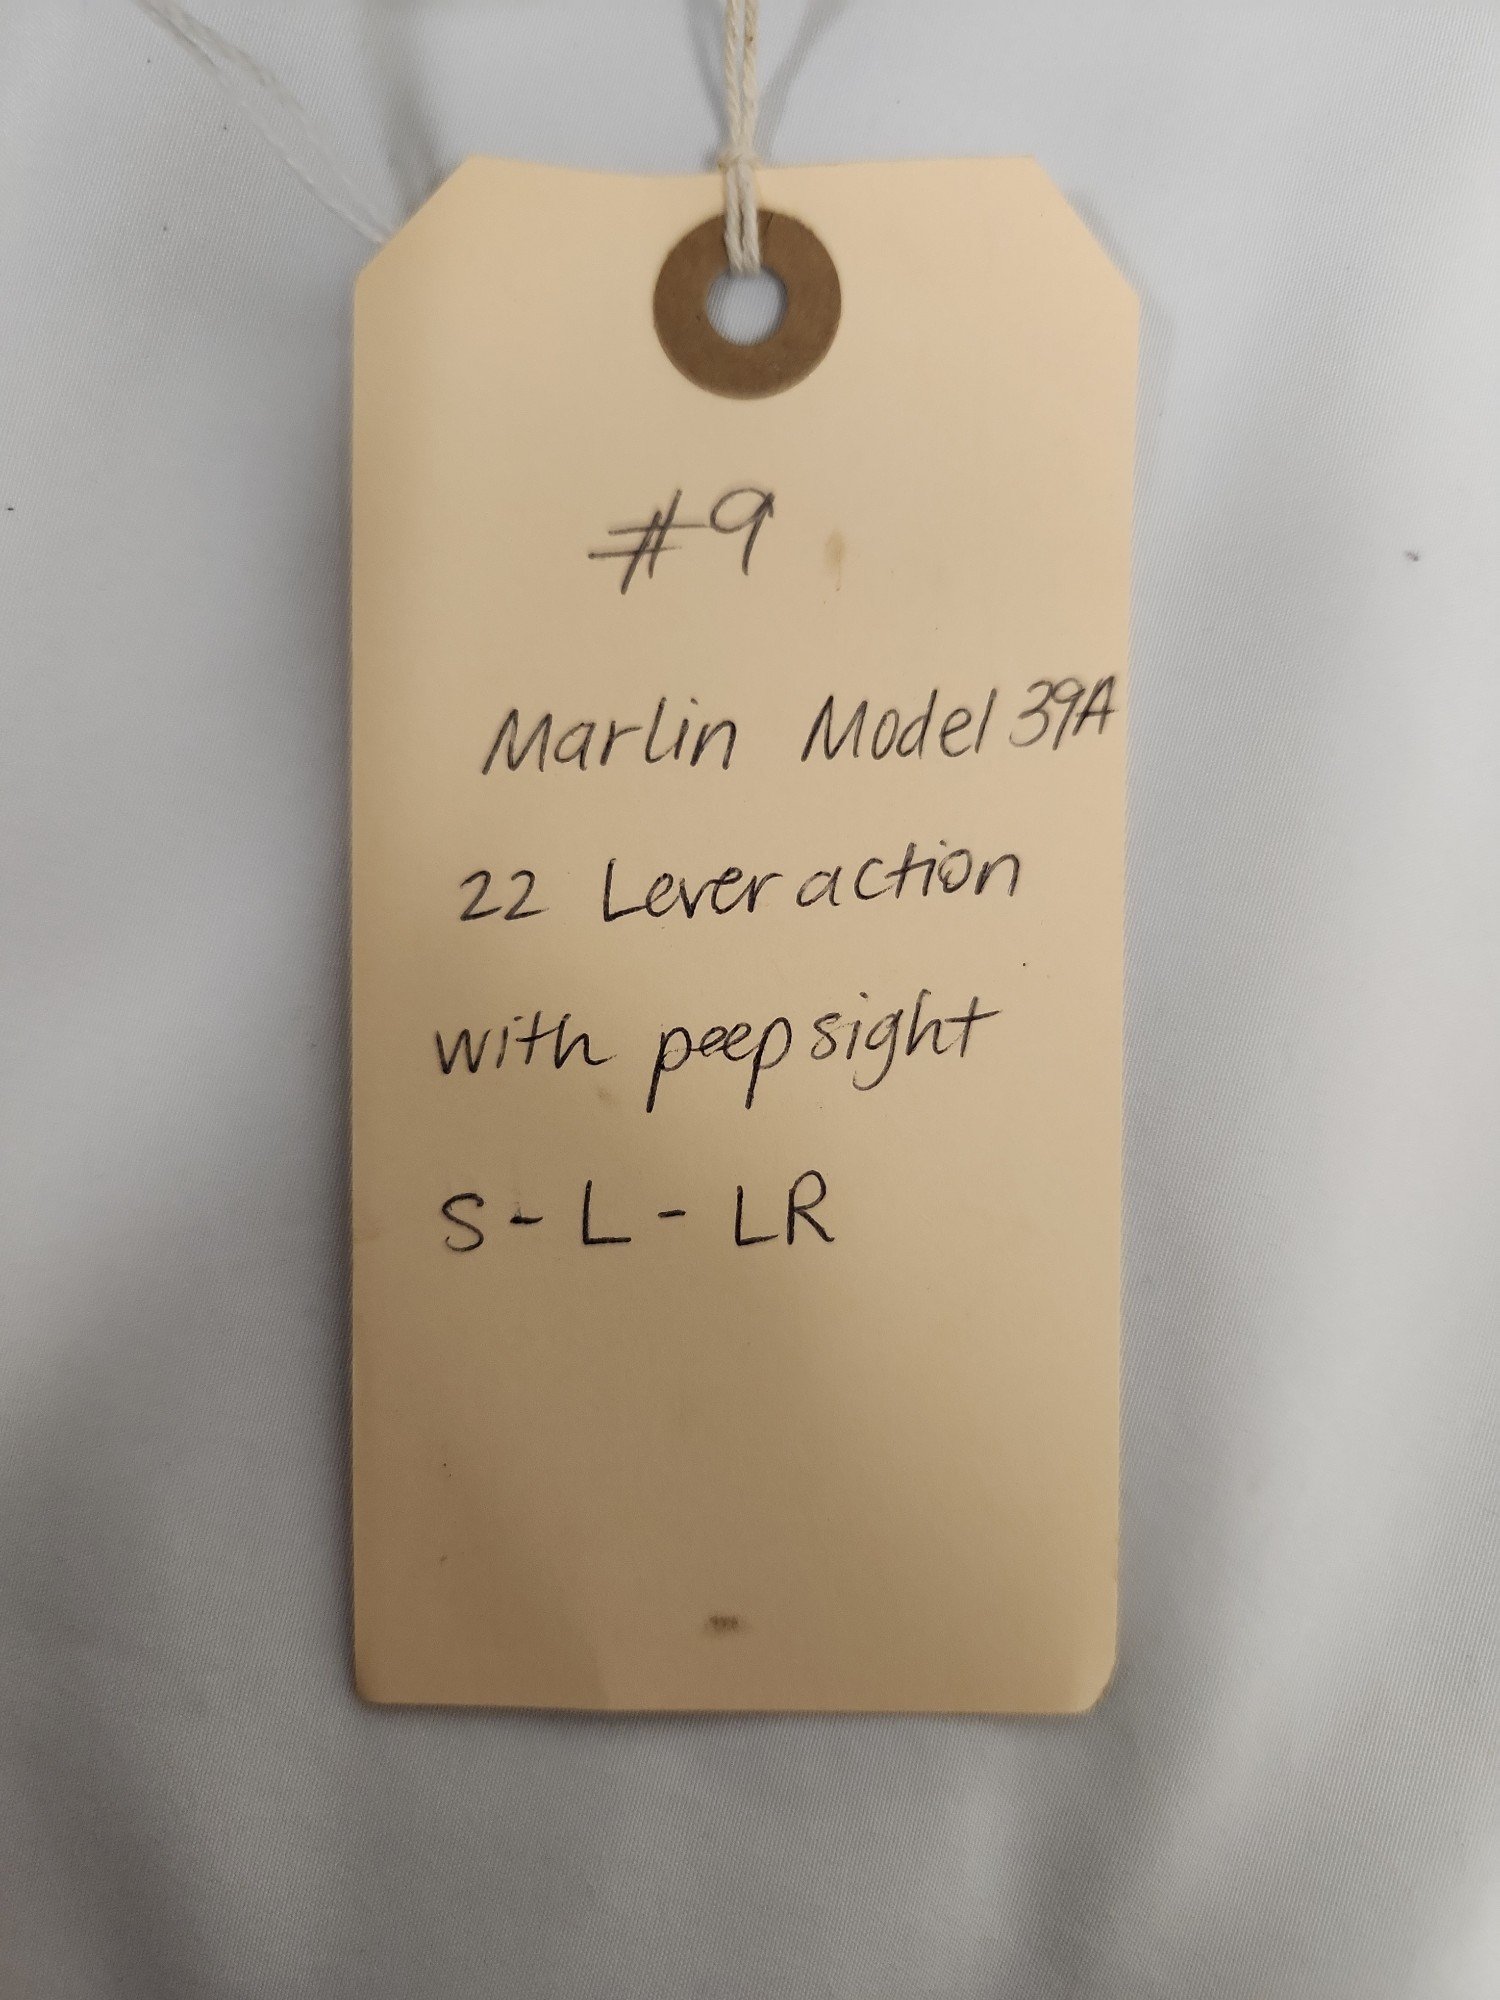 #9
Marlin Model 39A
22 Lever action
with peep sight
S - L - LR